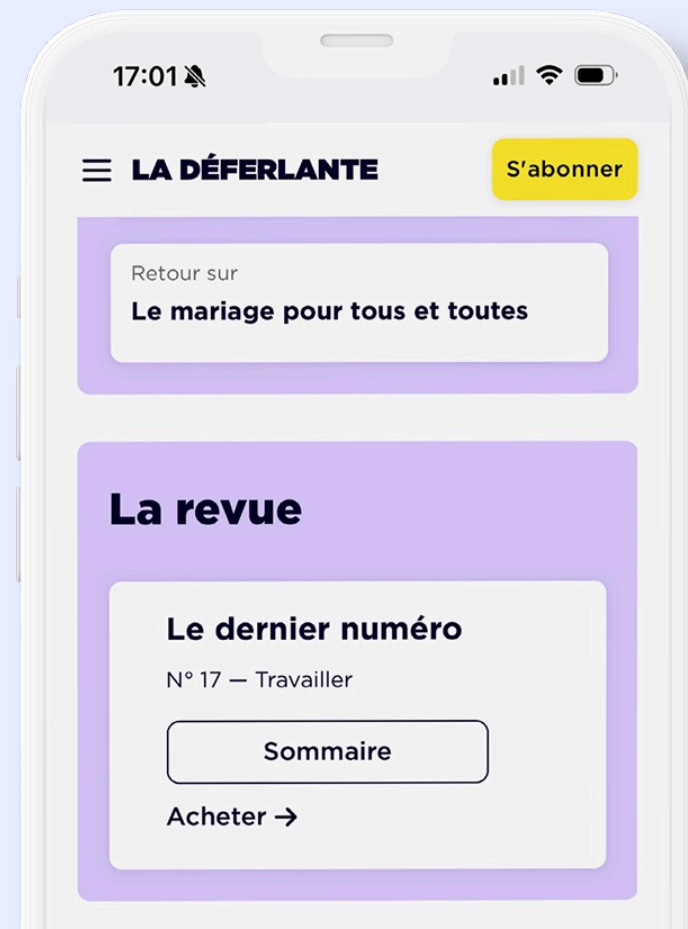 17:01
LA DÉFERLANTE
S'abonner
Retour sur
Le mariage pour tous et toutes
La revue
Le dernier numéro
N° 17 — Travailler
Sommaire
Acheter →